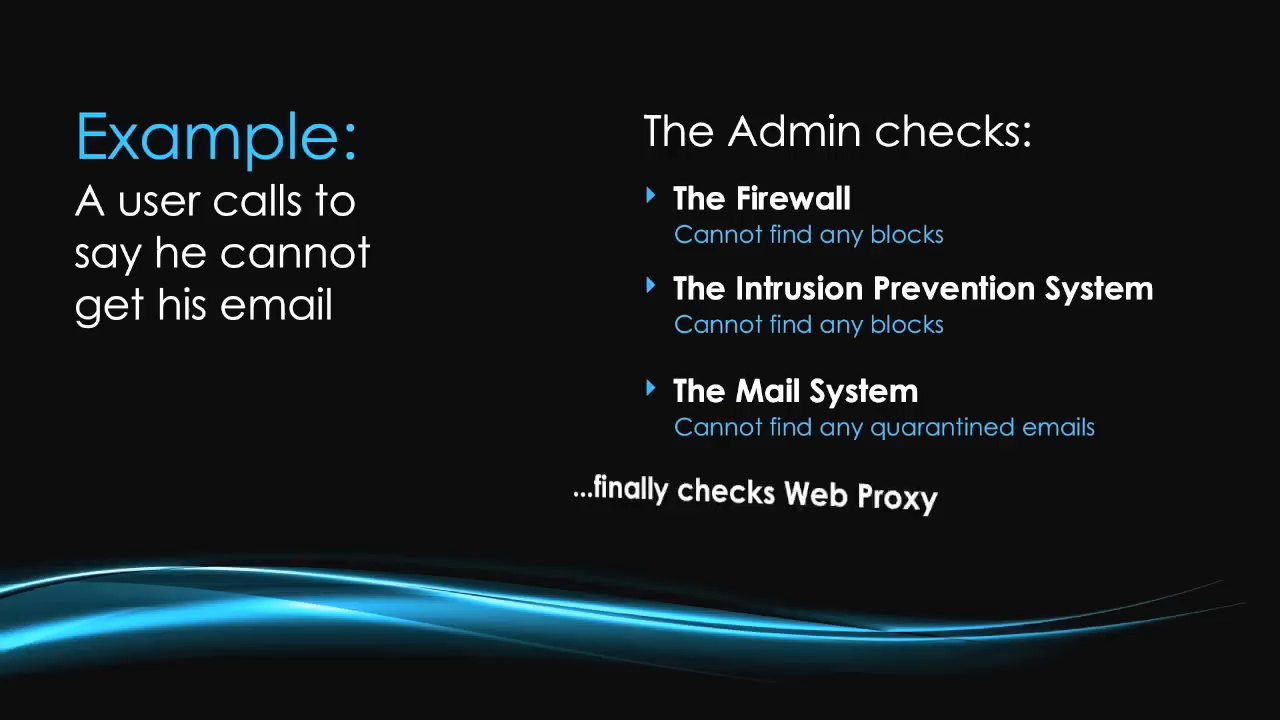 Example:
A user calls to
say he cannot
get his email
The Admin checks:
The Firewall
Cannot find any blocks
The Intrusion Prevention System
Cannot find any blocks
The Mail System
Cannot find any quarantined emails
...finally checks Web Proxy